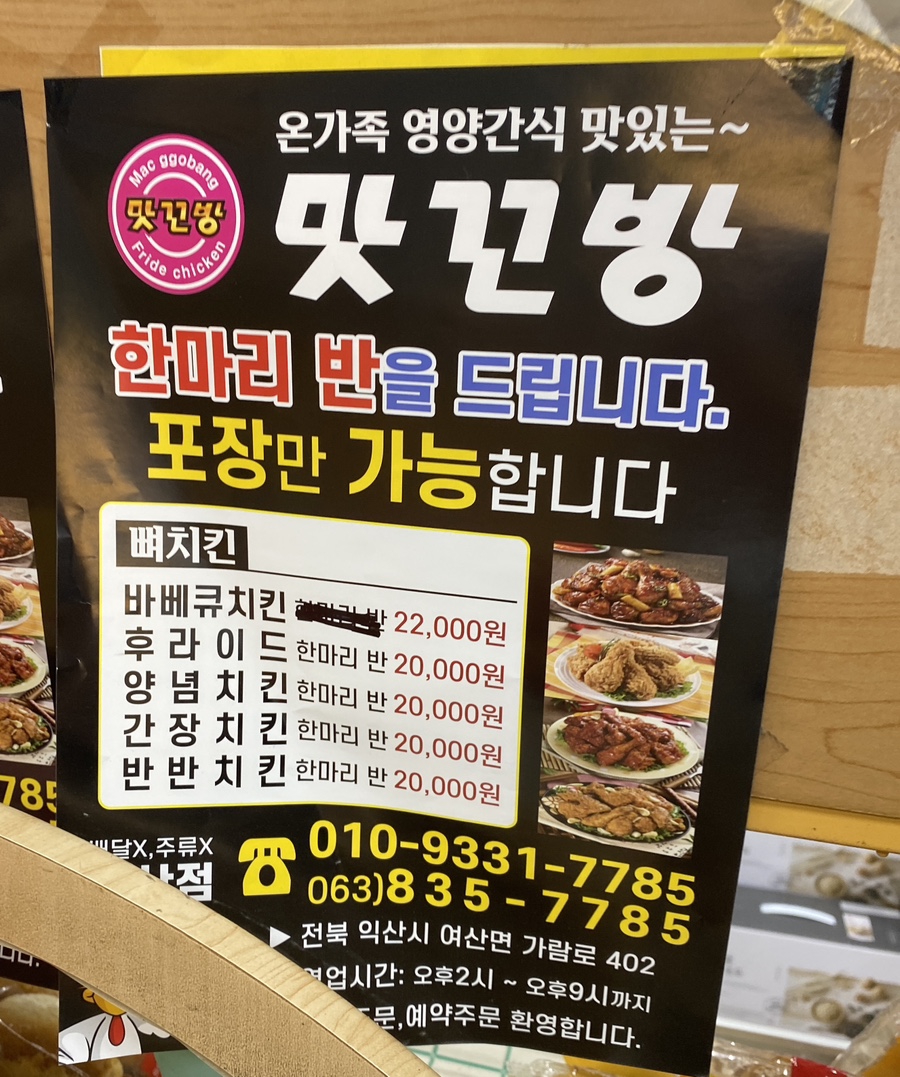 온가족 영양간식 맛있는~
Mac ggobang
맛꼬방
Fride chicken
맛꼬방
한마리 반을 드립니다.
포장만 가능합니다
뼈치킨
바베큐치킨 22,000원
후라이드 한마리 반 20,000원
양념치킨 한마리 반 20,000원
간장치킨 한마리 반 20,000원
반반치킨 한마리 반 20,000원
배달X,주류X
010-9331-7785
063)835-7785
▶ 전북 익산시 여산면 가람로 402
영업시간: 오후2시 ~ 오후9시까지
예약주문 환영합니다.
785